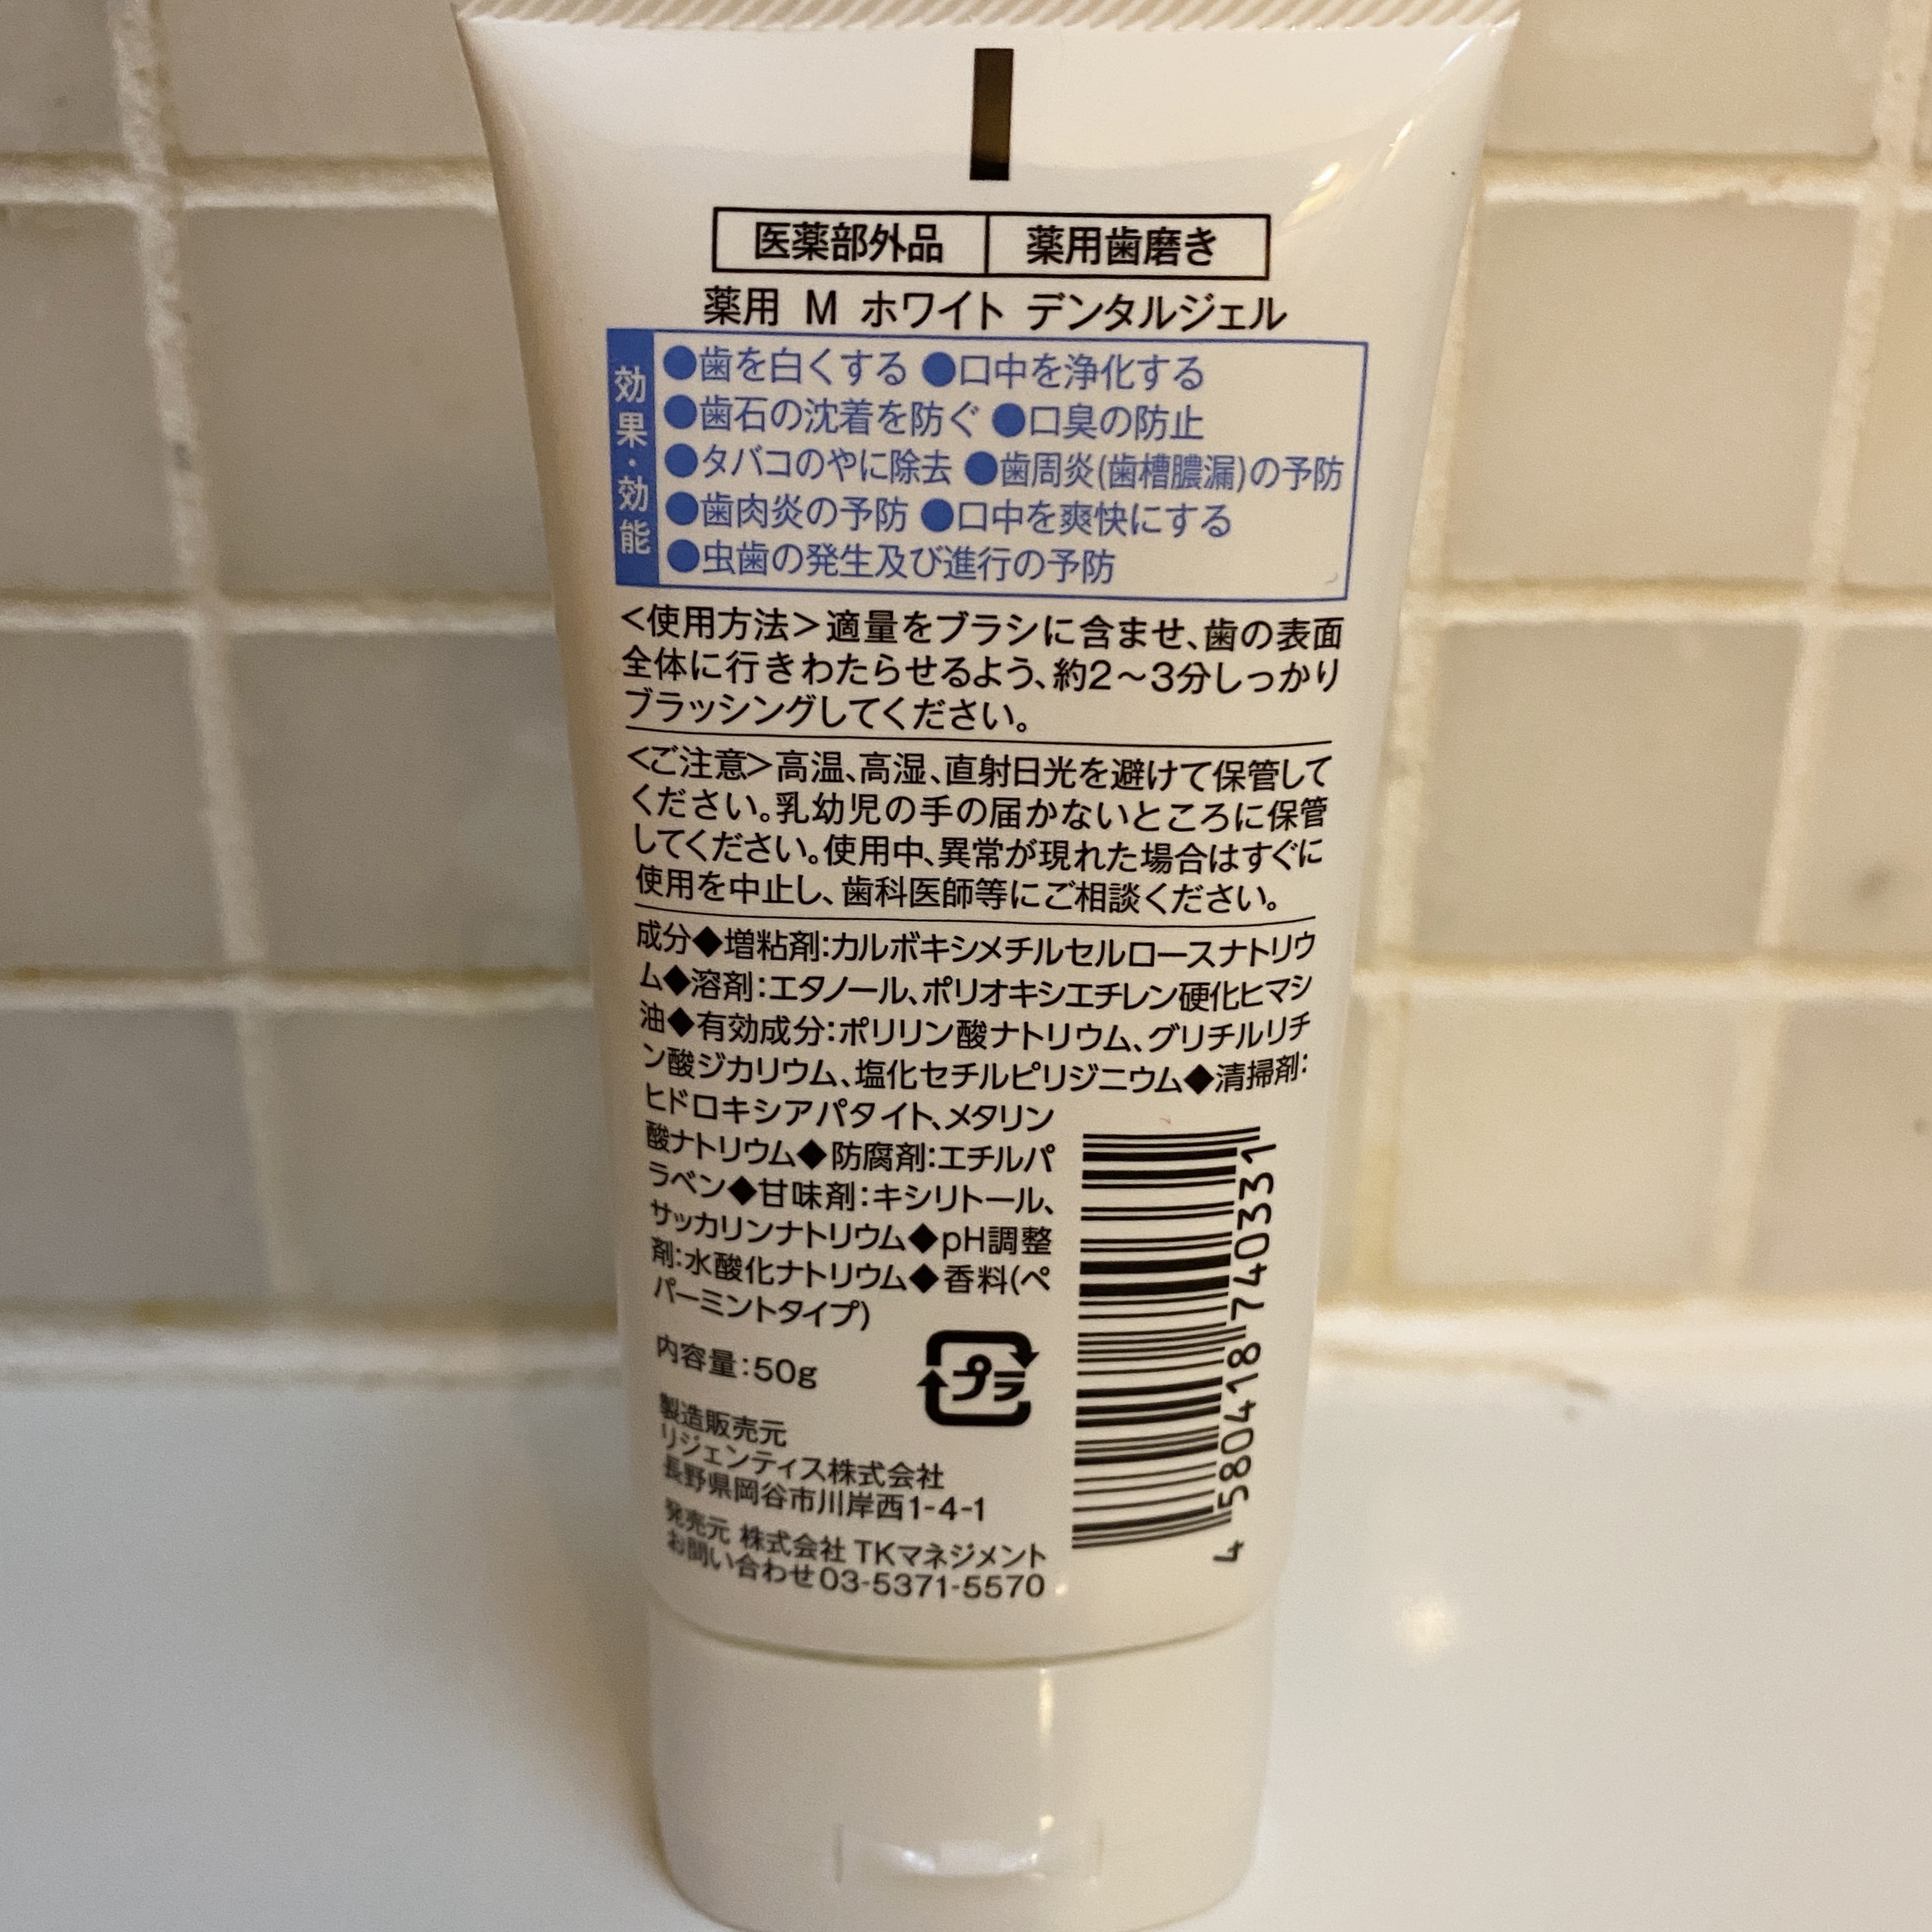 医薬部外品 薬用歯磨き
薬用 M ホワイト デンタルジェル
効果・効能
●歯を白くする ●口中を浄化する
●歯石の沈着を防ぐ ●口臭の防止
●タバコのやに除去 ●歯周炎(歯槽膿漏)の予防
●歯肉炎の予防 ●口中を爽快にする
●虫歯の発生及び進行の予防
＜使用方法＞適量をブラシに含ませ、歯の表面
全体に行きわたらせるよう、約2～3分しっかり
ブラッシングしてください。
＜ご注意＞高温、高湿、直射日光を避けて保管して
ください。乳幼児の手の届かないところに保管
してください。使用中、異常が現れた場合はすぐに
使用を中止し、歯科医師等にご相談ください。
成分◆増粘剤:カルボキシメチルセルロースナトリウ
ム◆溶剤:エタノール、ポリオキシエチレン硬化ヒマシ
油◆有効成分:ポリリン酸ナトリウム、グリチルリチ
ン酸ジカリウム、塩化セチルピリジニウム◆清掃剤:
ヒドロキシアパタイト、メタリン
酸ナトリウム◆防腐剤:エチルパ
ラベン◆甘味剤:キシリトール、
サッカリンナトリウム◆pH調整
剤:水酸化ナトリウム◆香料(ペ
パーミントタイプ)
内容量:50g
プラ
製造販売元
リジェンティス株式会社
長野県岡谷市川岸西1-4-1
発売元 株式会社 TKマネジメント
お問い合わせ03-5371-5570
4 580418 740331